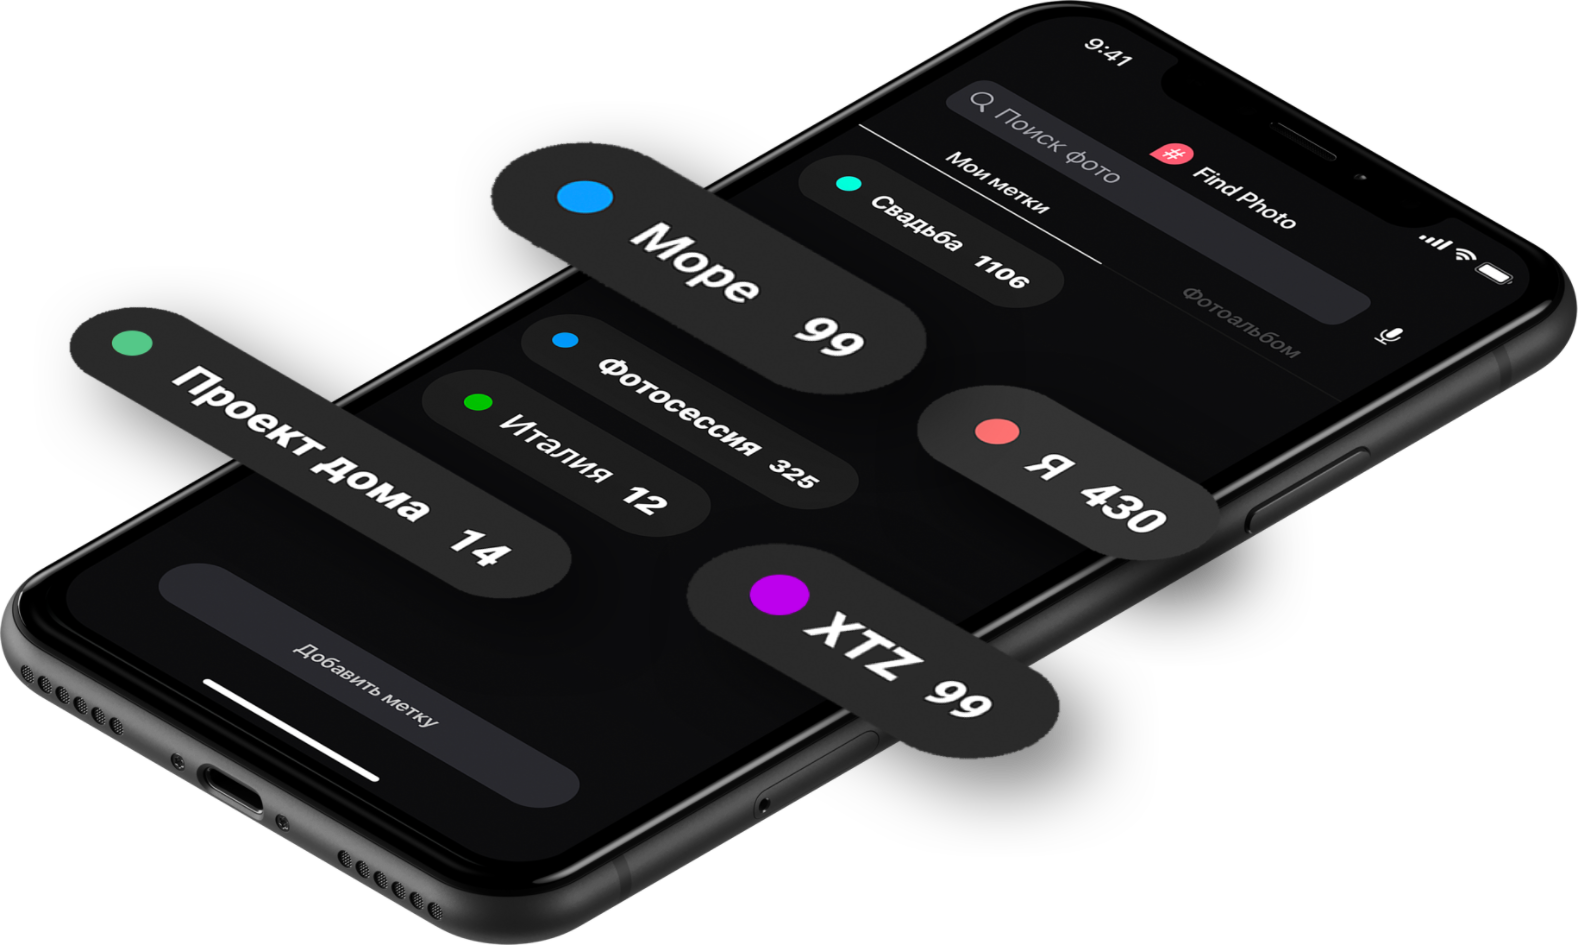 9:41
# Find Photo
Поиск фото
Мои метки
Фотоальбом
Свадьба 1106
Море 99
Я 430
Фотосессия 325
Италия 12
XTZ 99
Проект дома 14
Добавить метку